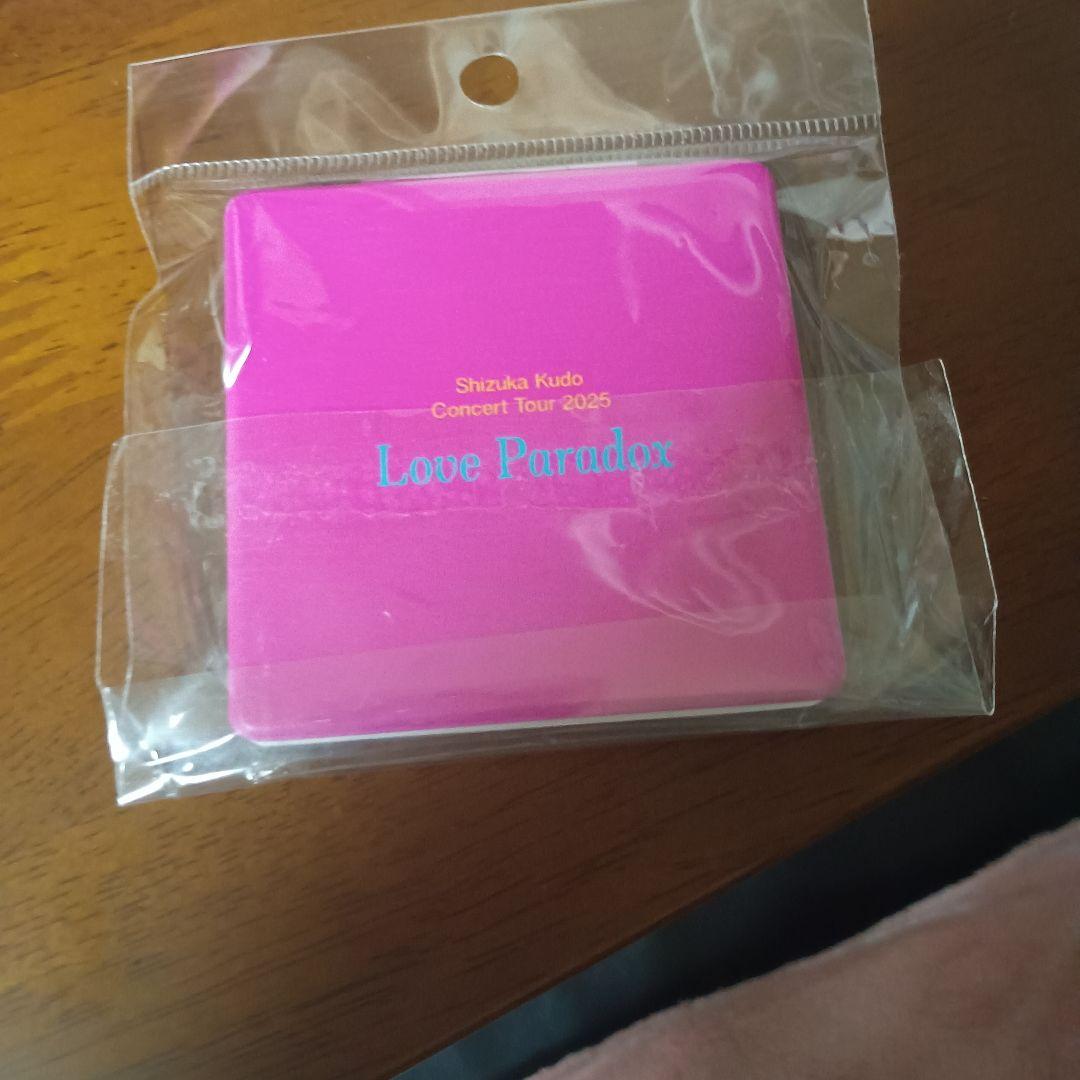 Shizuka Kudo
Concert Tour 2025
Love Paradox